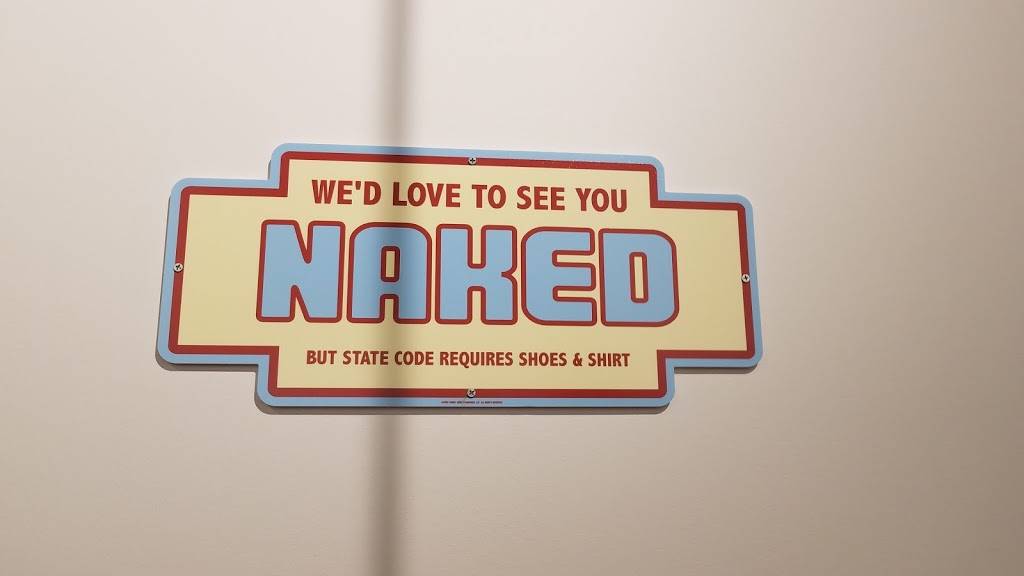 WE'D LOVE TO SEE YOU
NAKED
BUT STATE CODE REQUIRES SHOES & SHIRT